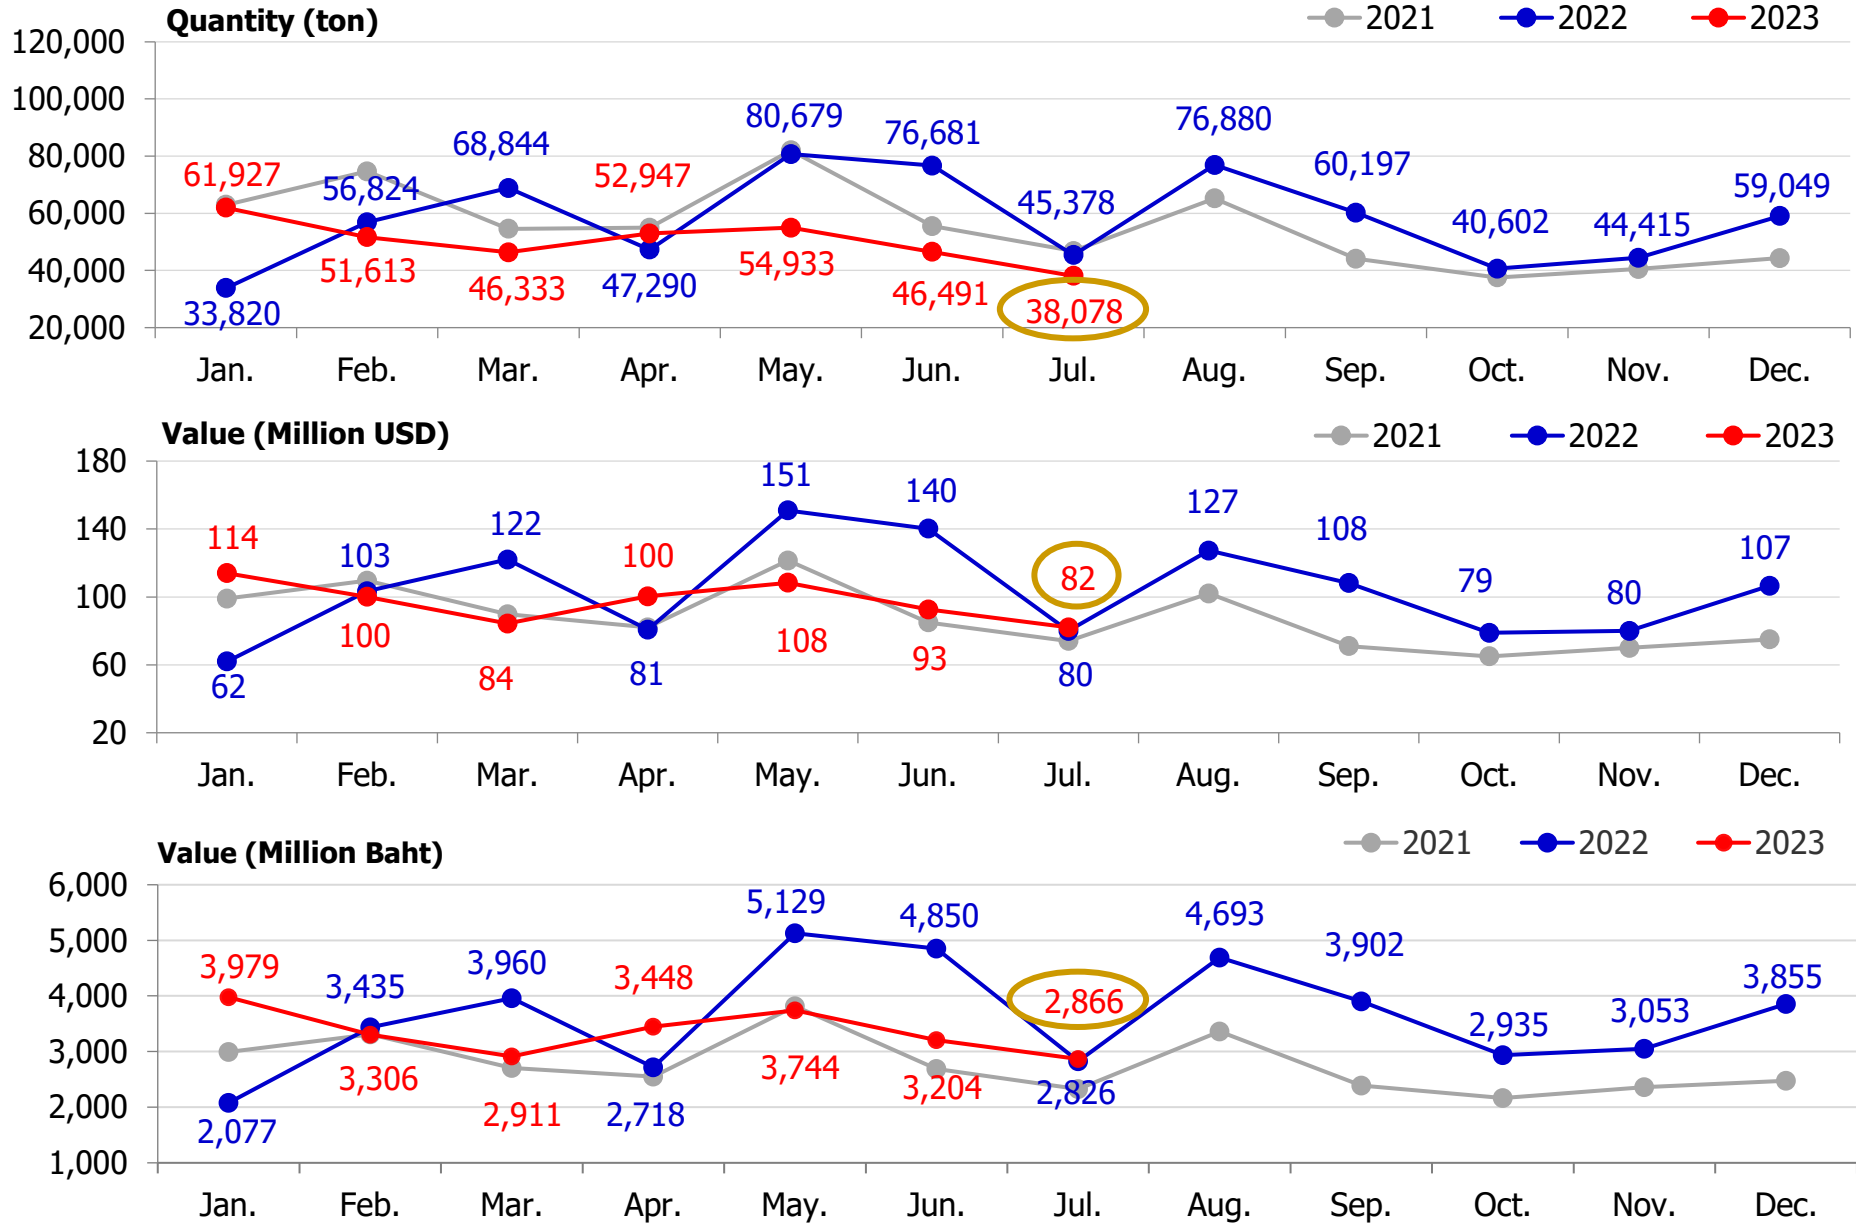 Quantity (ton)
2021 2022 2023
120,000
100,000
80,000
60,000
40,000
20,000
61,927 56,824 68,844 52,947 80,679 76,681 45,378 76,880 60,197 40,602 44,415 59,049
33,820 51,613 46,333 47,290 54,933 46,491 38,078
Jan. Feb. Mar. Apr. May. Jun. Jul. Aug. Sep. Oct. Nov. Dec.
Value (Million USD)
2021 2022 2023
180
140
100
60
20
114 103 122 100 151 140 82 127 108 79 80 107
62 100 84 81 108 93 80
Jan. Feb. Mar. Apr. May. Jun. Jul. Aug. Sep. Oct. Nov. Dec.
Value (Million Baht)
2021 2022 2023
6,000
5,000
4,000
3,000
2,000
1,000
3,979 3,435 3,960 3,448 5,129 4,850 2,866 4,693 3,902 2,935 3,053 3,855
2,077 3,306 2,911 2,718 3,744 3,204 2,826
Jan. Feb. Mar. Apr. May. Jun. Jul. Aug. Sep. Oct. Nov. Dec.